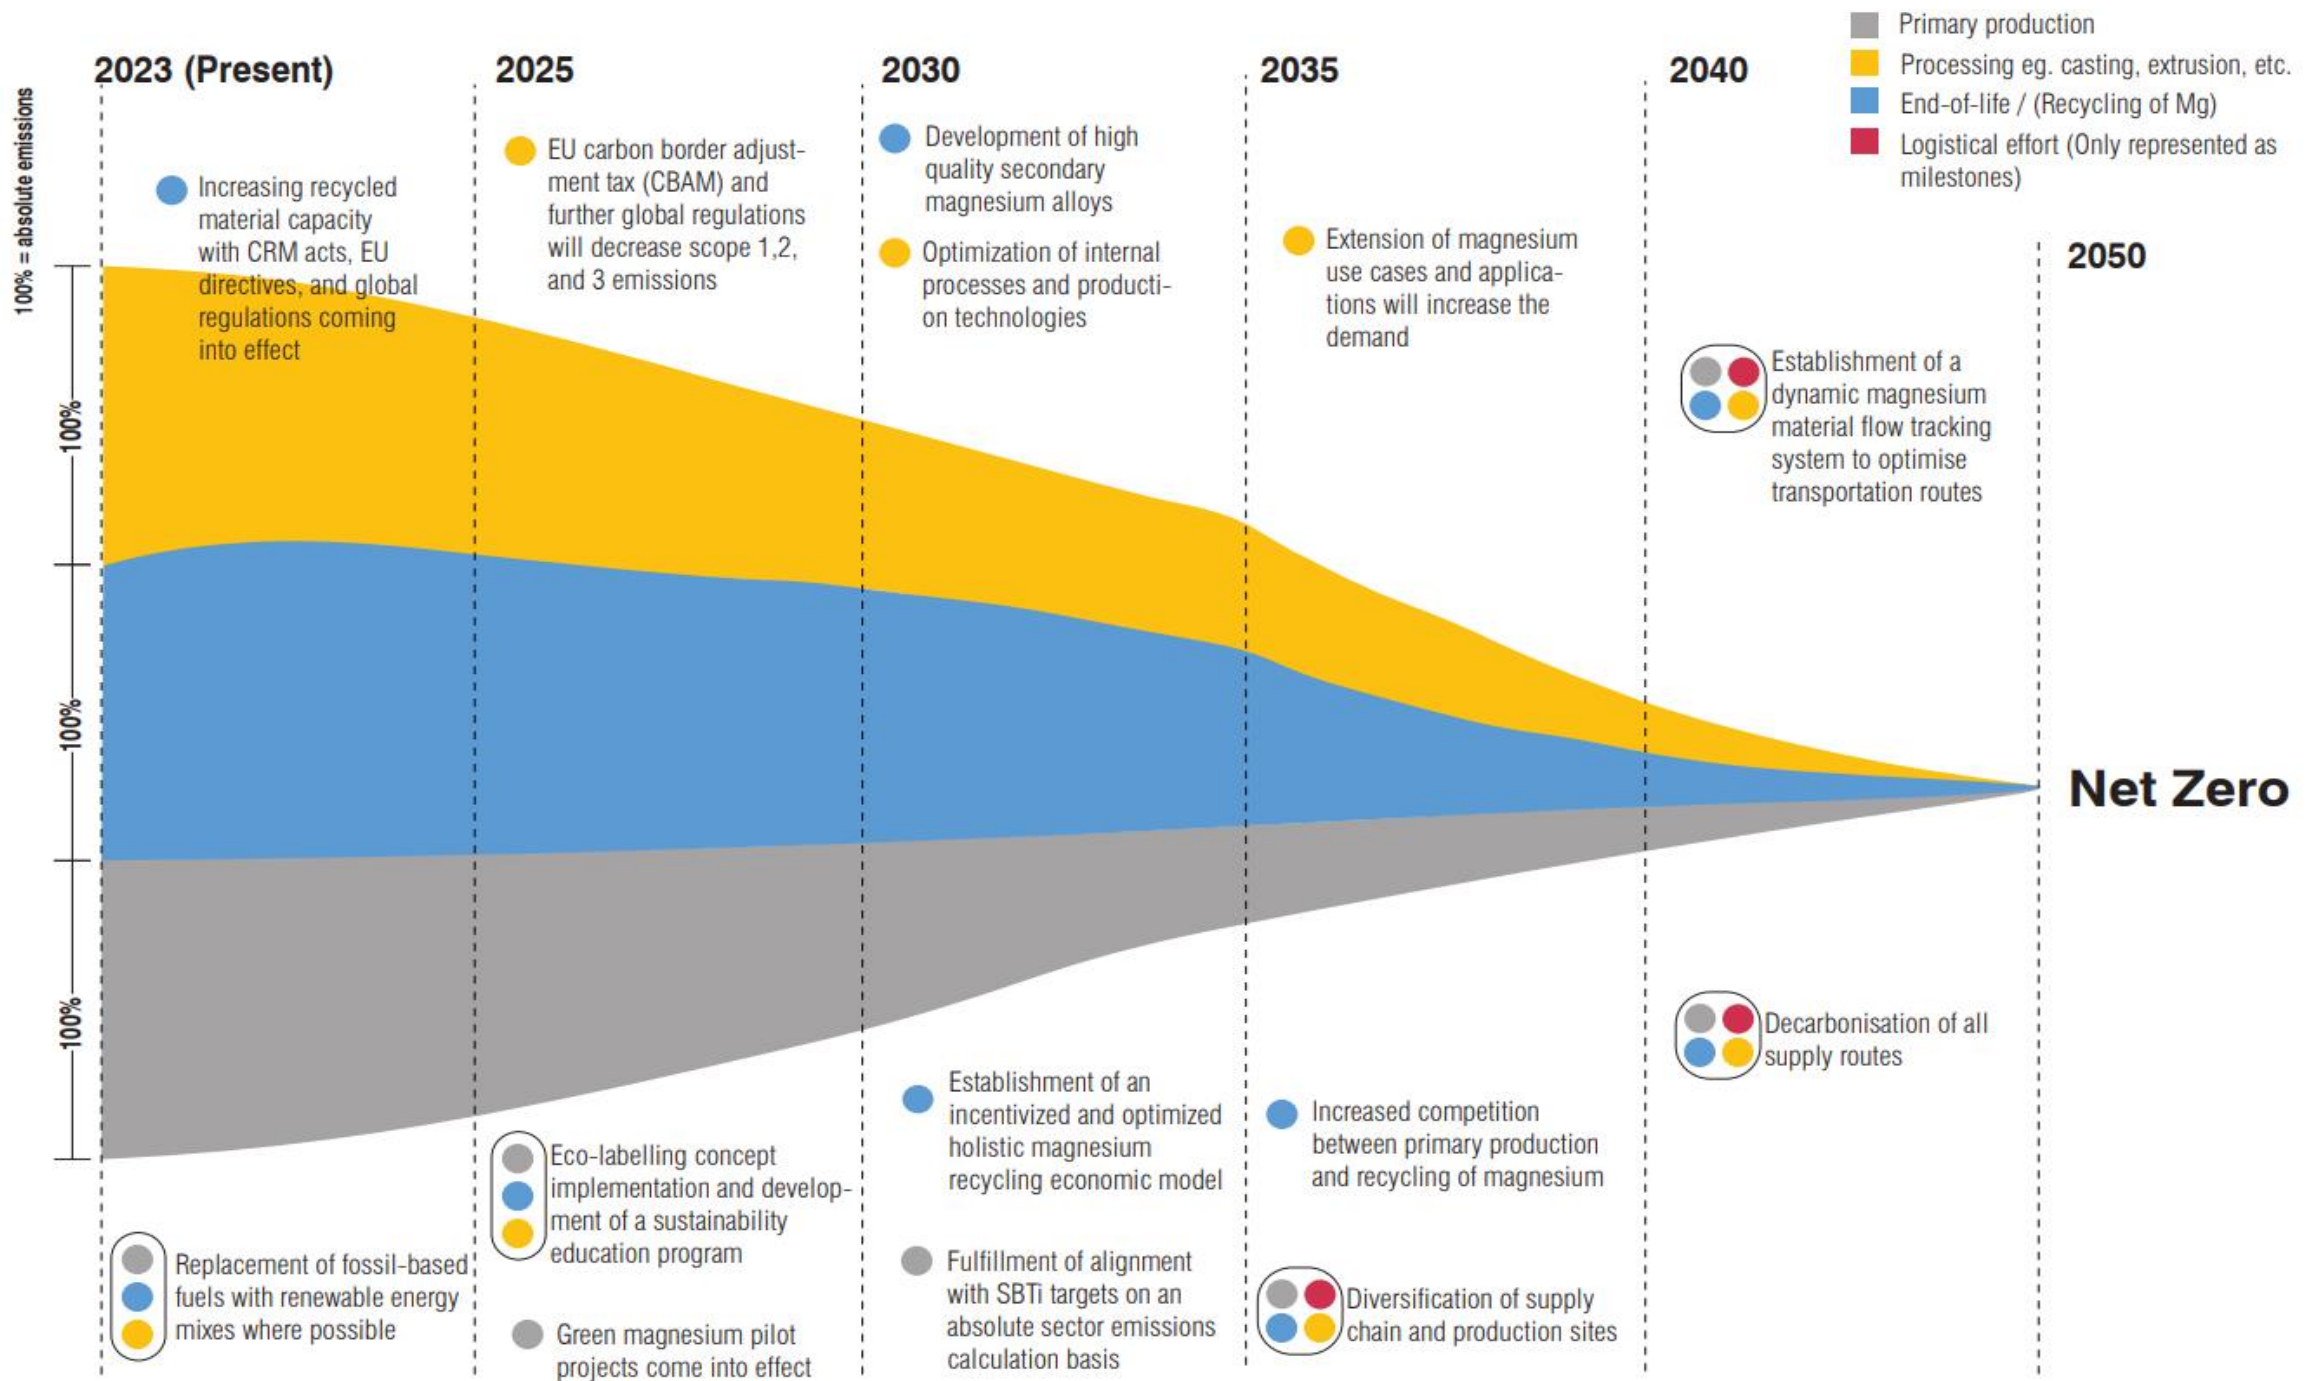 Primary production
Processing eg. casting, extrusion, etc.
End-of-life / (Recycling of Mg)
Logistical effort (Only represented as
milestones)
2023 (Present)
2025
2030
2035
2040
2050
100% = absolute emissions
100%
100%
100%
Increasing recycled
material capacity
with CRM acts, EU
directives, and global
regulations coming
into effect
EU carbon border adjust-
ment tax (CBAM) and
further global regulations
will decrease scope 1,2,
and 3 emissions
Development of high
quality secondary
magnesium alloys
Optimization of internal
processes and producti-
on technologies
Extension of magnesium
use cases and applica-
tions will increase the
demand
Establishment of a
dynamic magnesium
material flow tracking
system to optimise
transportation routes
Net Zero
Replacement of fossil-based
fuels with renewable energy
mixes where possible
Eco-labelling concept
implementation and develop-
ment of a sustainability
education program
Green magnesium pilot
projects come into effect
Establishment of an
incentivized and optimized
holistic magnesium
recycling economic model
Fulfillment of alignment
with SBTi targets on an
absolute sector emissions
calculation basis
Increased competition
between primary production
and recycling of magnesium
Diversification of supply
chain and production sites
Decarbonisation of all
supply routes